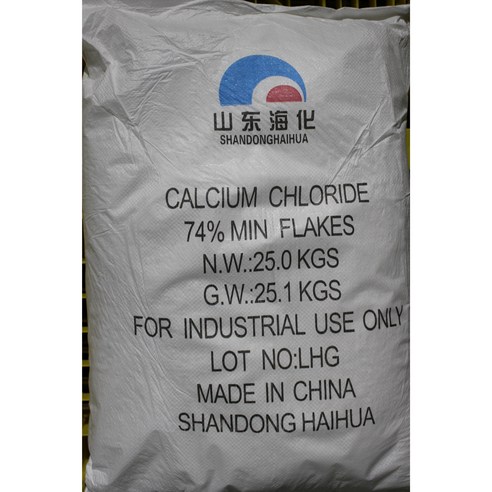 山东海化
SHANDONGHAIHUA
CALCIUM CHLORIDE
74% MIN FLAKES
N.W.:25.0 KGS
G.W.:25.1 KGS
FOR INDUSTRIAL USE ONLY
LOT NO:LHG
MADE IN CHINA
SHANDONG HAIHUA